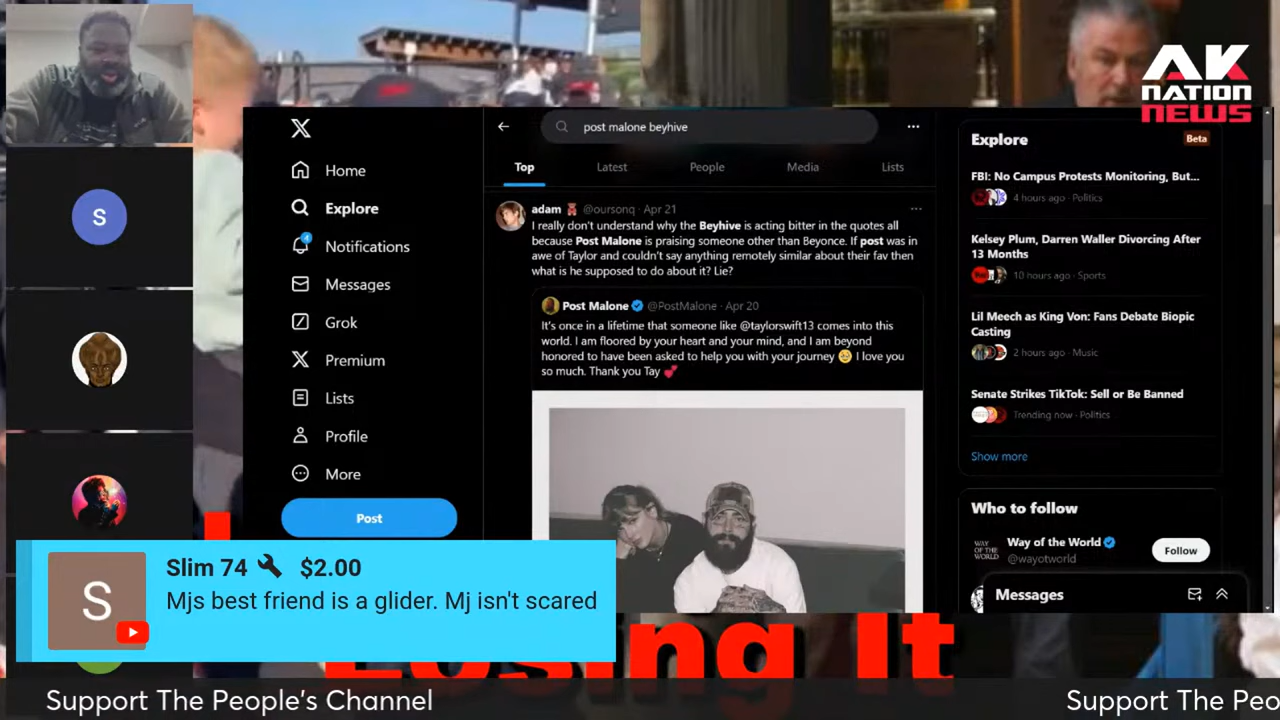 AK
NATION
NEWS
X
post malone beyhive
Top
Latest
People
Media
Lists
Home
Explore
4
Notifications
Messages
Grok
Premium
Lists
Profile
More
Post
adam @oursonq · Apr 21
I really don't understand why the Beyhive is acting bitter in the quotes all
because Post Malone is praising someone other than Beyonce. If post was in
awe of Taylor and couldn't say anything remotely similar about their fav then
what is he supposed to do about it? Lie?
Post Malone @PostMalone · Apr 20
It's once in a lifetime that someone like @taylorswift13 comes into this
world. I am floored by your heart and your mind, and I am beyond
honored to have been asked to help you with your journey I love you
so much. Thank you Tay
Explore
Beta
FBI: No Campus Protests Monitoring, But...
4 hours ago · Politics
Kelsey Plum, Darren Waller Divorcing After
13 Months
10 hours ago · Sports
Lil Meech as King Von: Fans Debate Biopic
Casting
2 hours ago · Music
Senate Strikes TikTok: Sell or Be Banned
Trending now · Politics
Show more
Who to follow
WAY
OF THE
WORLD
Way of the World
@wayotworld
Follow
Messages
S
S
Slim 74 $2.00
Mjs best friend is a glider. Mj isn't scared
Losing It
Support The People's Channel
Support The Peo